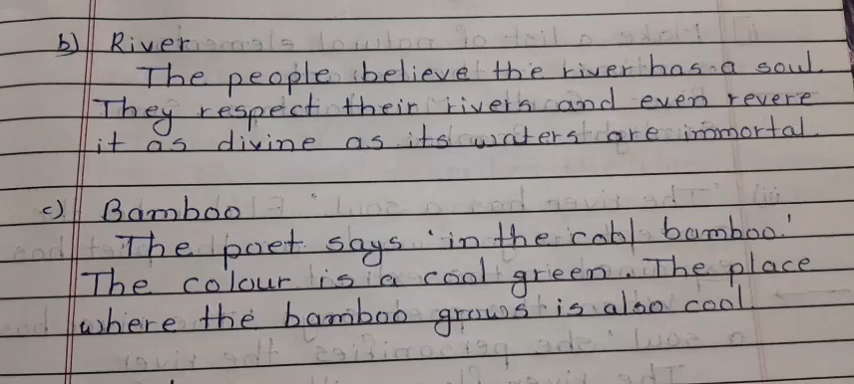 b) River
The people believe the river has a soul.
They respect their rivers and even revere
it as divine as its waters are immortal.
c) Bamboo
The poet says 'in the cool bamboo.'
The colour is a cool green. The place
where the bamboo grows is also cool.